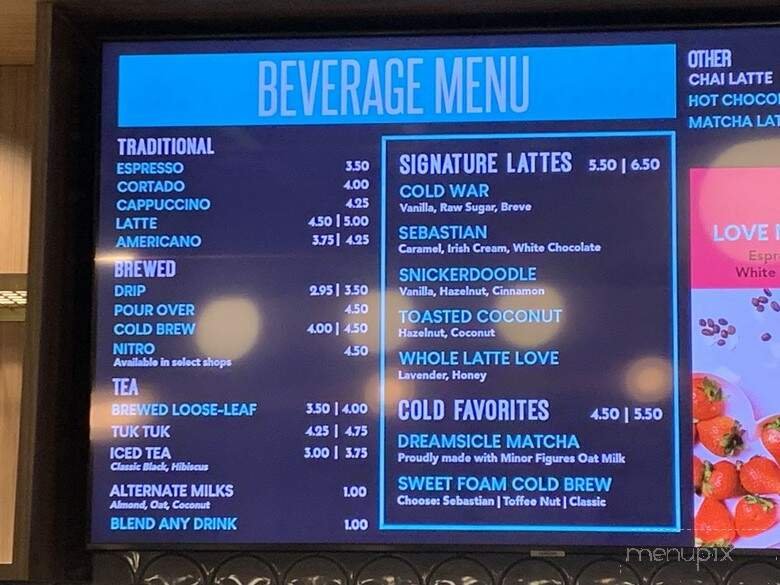 BEVERAGE MENU
TRADITIONAL
ESPRESSO 3.50
CORTADO 4.00
CAPPUCCINO 4.25
LATTE 4.50 | 5.00
AMERICANO 3.75 | 4.25
BREWED
DRIP 2.95 | 3.50
POUR OVER 4.50
COLD BREW 4.00 | 4.50
NITRO 4.50
Available in select shops
TEA
BREWED LOOSE-LEAF 3.50 | 4.00
TUK TUK 4.25 | 4.75
ICED TEA 3.00 | 3.75
Classic Black, Hibiscus
ALTERNATE MILKS 1.00
Almond, Oat, Coconut
BLEND ANY DRINK 1.00
SIGNATURE LATTES 5.50 | 6.50
COLD WAR
Vanilla, Raw Sugar, Breve
SEBASTIAN
Caramel, Irish Cream, White Chocolate
SNICKERDOODLE
Vanilla, Hazelnut, Cinnamon
TOASTED COCONUT
Hazelnut, Coconut
WHOLE LATTE LOVE
Lavender, Honey
COLD FAVORITES 4.50 | 5.50
DREAMSICLE MATCHA
Proudly made with Minor Figures Oat Milk
SWEET FOAM COLD BREW
Choose: Sebastian | Toffee Nut | Classic
OTHER
CHAI LATTE
HOT CHOCO
MATCHA LAT
LOVE
Espr
White
menupix